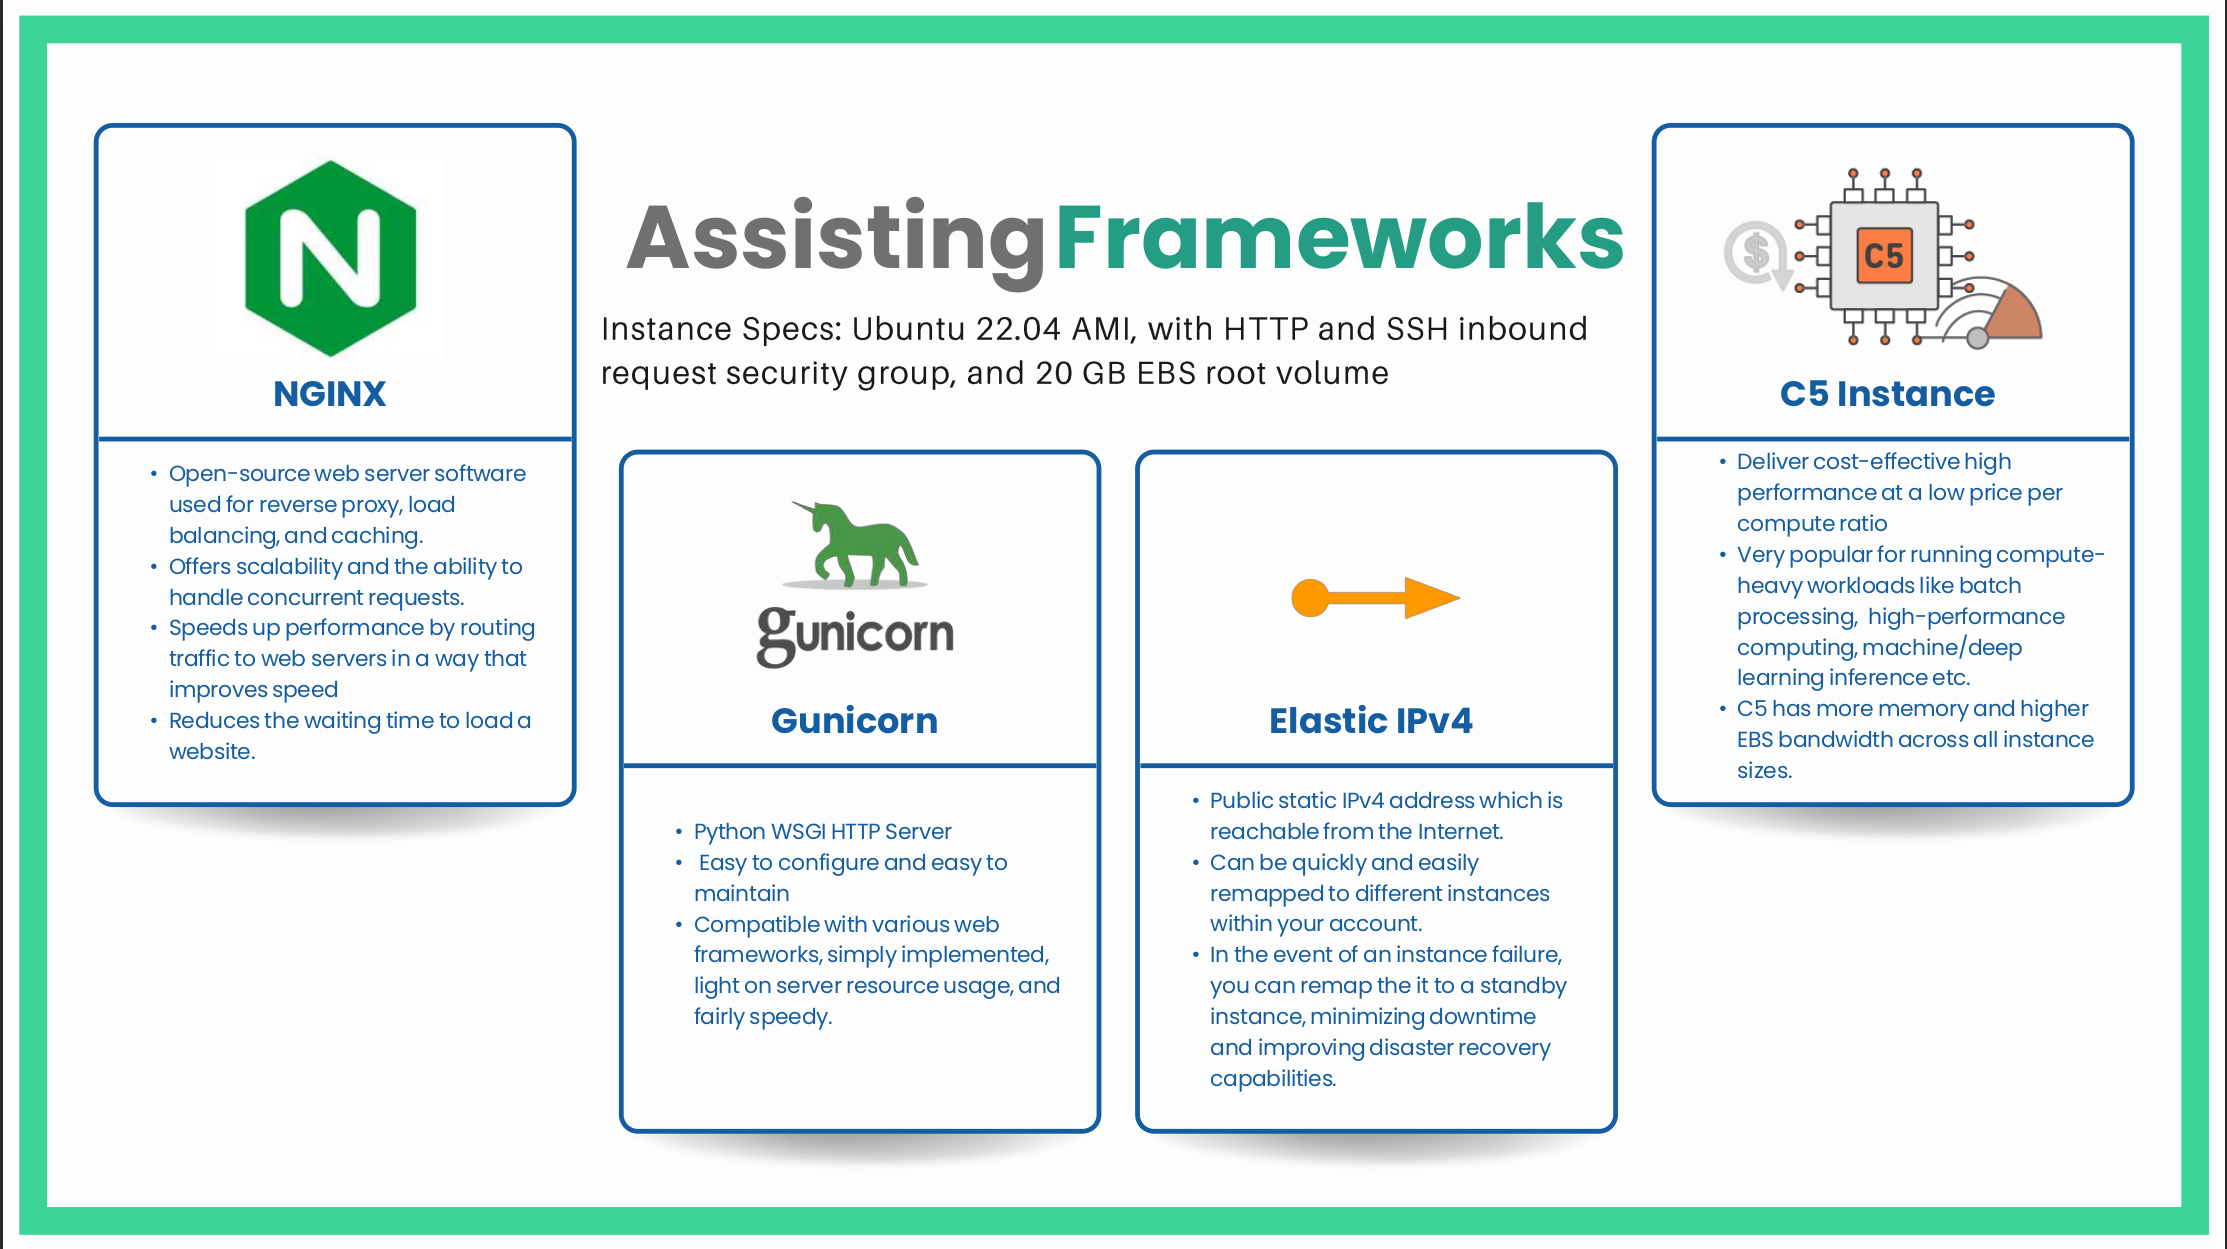 Assisting Frameworks
Instance Specs: Ubuntu 22.04 AMI, with HTTP and SSH inbound
request security group, and 20 GB EBS root volume
N
NGINX
• Open-source web server software
used for reverse proxy, load
balancing, and caching.
• Offers scalability and the ability to
handle concurrent requests.
• Speeds up performance by routing
traffic to web servers in a way that
improves speed
• Reduces the waiting time to load a
website.
gunicorn
Gunicorn
• Python WSGI HTTP Server
• Easy to configure and easy to
maintain
• Compatible with various web
frameworks, simply implemented,
light on server resource usage, and
fairly speedy.
Elastic IPv4
• Public static IPv4 address which is
reachable from the Internet.
• Can be quickly and easily
remapped to different instances
within your account.
• In the event of an instance failure,
you can remap the it to a standby
instance, minimizing downtime
and improving disaster recovery
capabilities.
$
C5
C5 Instance
• Deliver cost-effective high
performance at a low price per
compute ratio
• Very popular for running compute-
heavy workloads like batch
processing, high-performance
computing, machine/deep
learning inference etc.
• C5 has more memory and higher
EBS bandwidth across all instance
sizes.